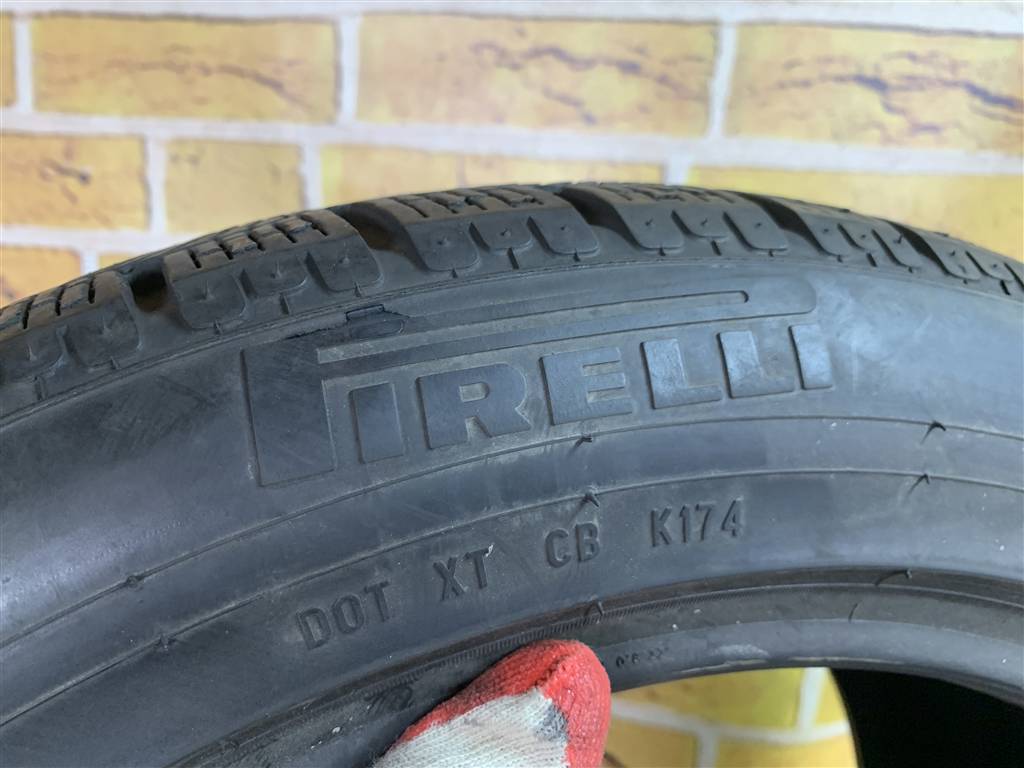 PIRELLI
DOT XT CB K174